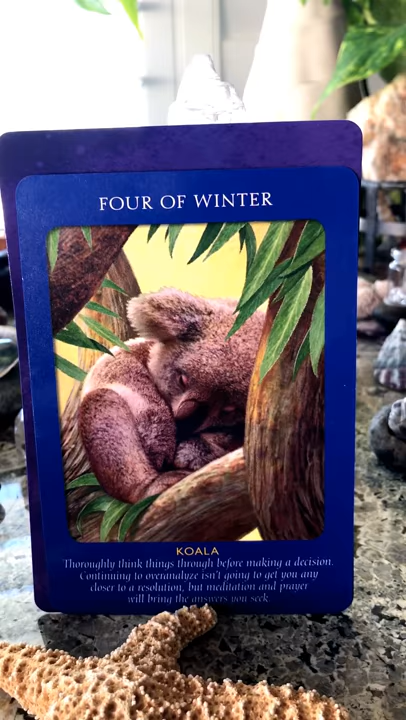 FOUR OF WINTER
KOALA
Thoroughly think things through before making a decision.
Continuing to overanalyze isn't going to get you any
closer to a resolution, but meditation and prayer
will bring the answers you seek.